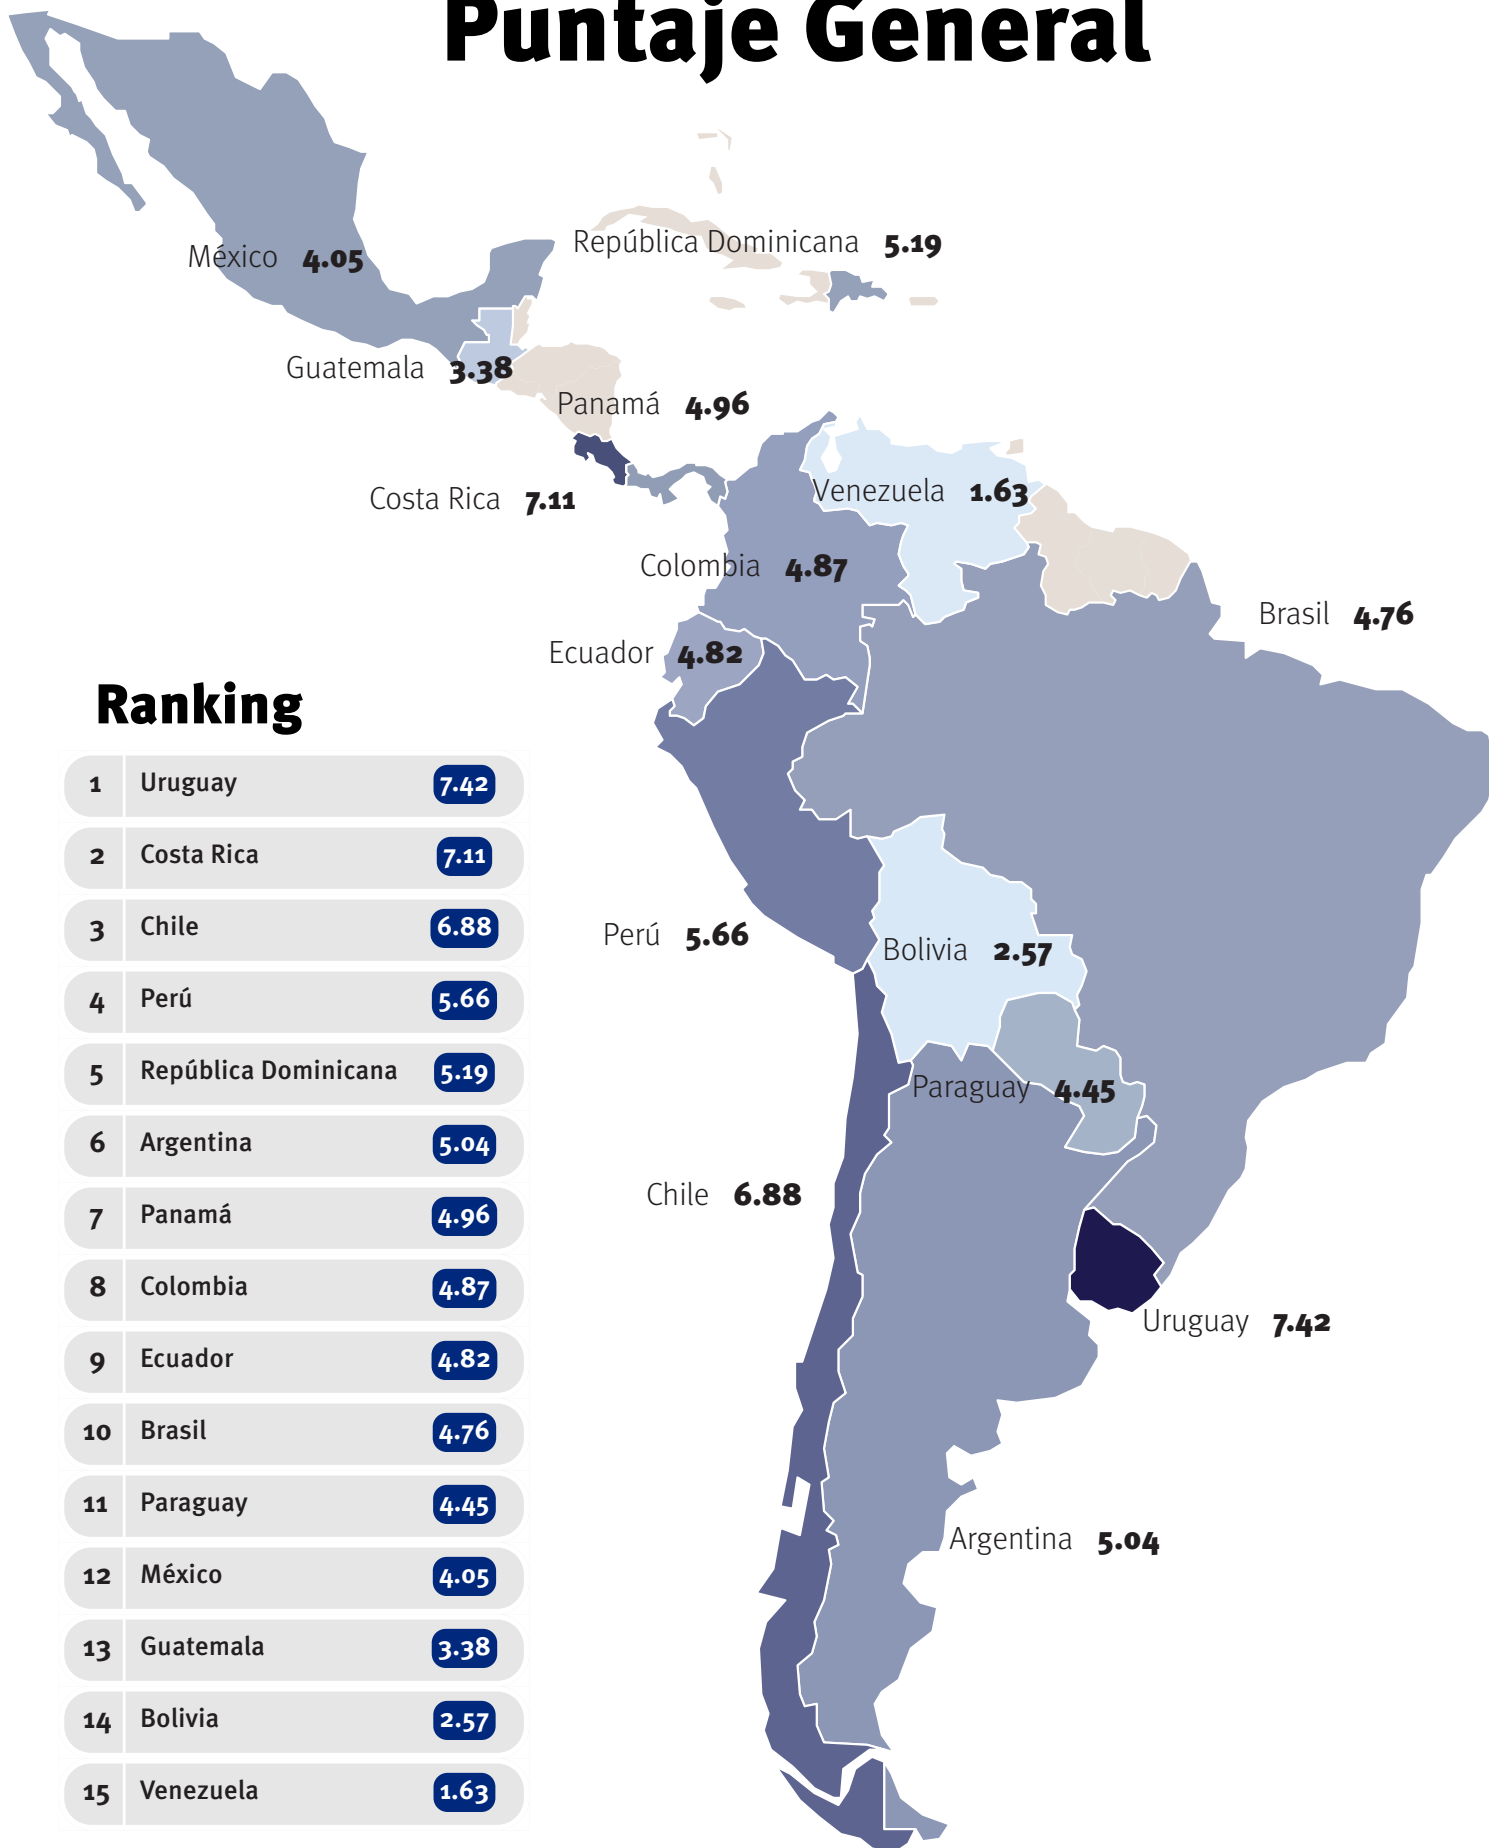 Puntaje General
México 4.05
República Dominicana 5.19
Guatemala 3.38
Panamá 4.96
Costa Rica 7.11
Venezuela 1.63
Colombia 4.87
Brasil 4.76
Ecuador 4.82
Perú 5.66
Bolivia 2.57
Paraguay 4.45
Chile 6.88
Uruguay 7.42
Argentina 5.04
Ranking
1 Uruguay 7.42
2 Costa Rica 7.11
3 Chile 6.88
4 Perú 5.66
5 República Dominicana 5.19
6 Argentina 5.04
7 Panamá 4.96
8 Colombia 4.87
9 Ecuador 4.82
10 Brasil 4.76
11 Paraguay 4.45
12 México 4.05
13 Guatemala 3.38
14 Bolivia 2.57
15 Venezuela 1.63